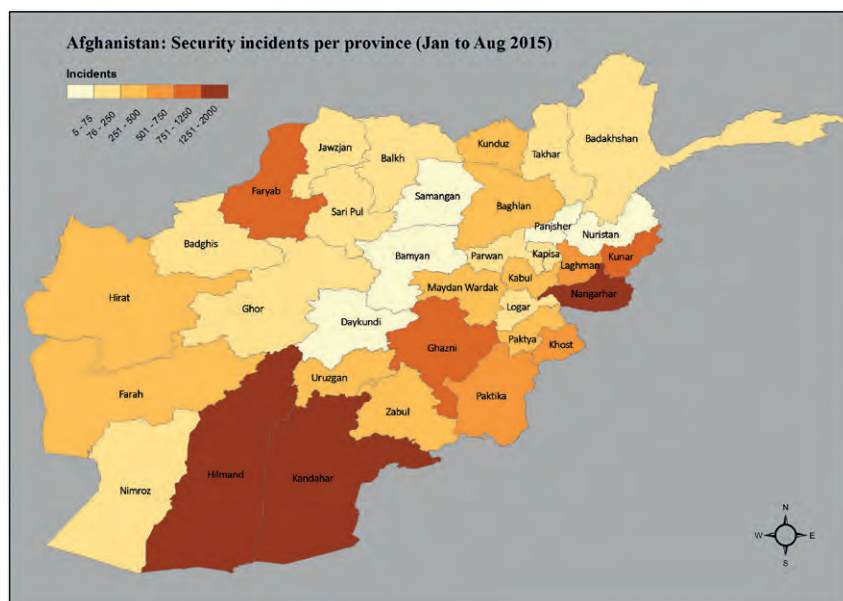 Afghanistan: Security incidents per province (Jan to Aug 2015)
Incidents
5 - 75
76 - 250
251 - 500
501 - 750
751 - 1250
1251 - 2000
Badakhshan
Kunduz
Takhar
Jawzjan
Balkh
Faryab
Samangan
Sari Pul
Baghlan
Panjsher
Nuristan
Badghis
Bamyan
Parwan
Kapisa
Kunar
Laghman
Kabul
Maydan Wardak
Nangarhar
Hirat
Ghor
Logar
Daykundi
Paktya
Khost
Ghazni
Uruzgan
Farah
Paktika
Zabul
Hilmand
Kandahar
Nimroz
N
W
E
S